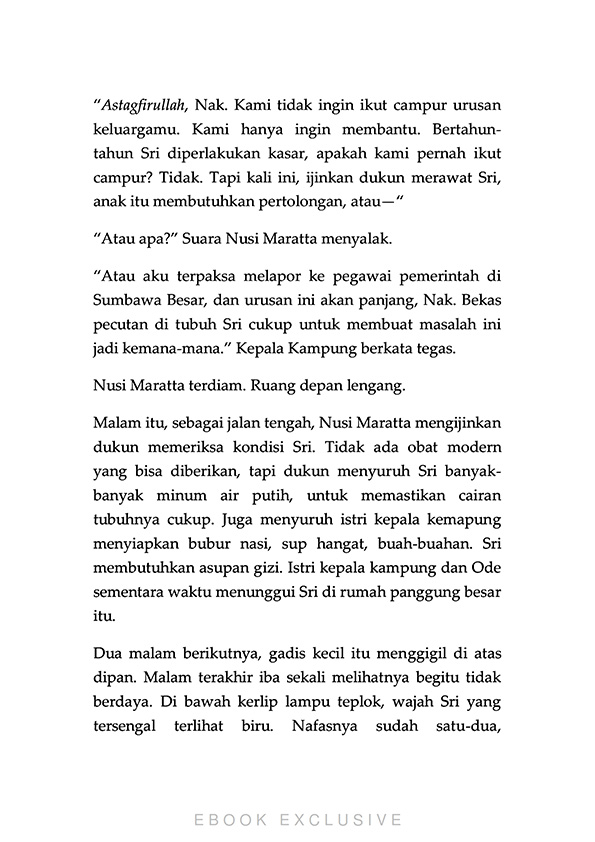 “Astagfirullah, Nak. Kami tidak ingin ikut campur urusan
keluargamu. Kami hanya ingin membantu. Bertahun-
tahun Sri diperlakukan kasar, apakah kami pernah ikut
campur? Tidak. Tapi kali ini, ijinkan dukun merawat Sri,
anak itu membutuhkan pertolongan, atau—“
“Atau apa?” Suara Nusi Maratta menyalak.
“Atau aku terpaksa melapor ke pegawai pemerintah di
Sumbawa Besar, dan urusan ini akan panjang, Nak. Bekas
pecutan di tubuh Sri cukup untuk membuat masalah ini
jadi kemana-mana.” Kepala Kampung berkata tegas.
Nusi Maratta terdiam. Ruang depan lengang.
Malam itu, sebagai jalan tengah, Nusi Maratta mengijinkan
dukun memeriksa kondisi Sri. Tidak ada obat modern
yang bisa diberikan, tapi dukun menyuruh Sri banyak-
banyak minum air putih, untuk memastikan cairan
tubuhnya cukup. Juga menyuruh istri kepala kemapung
menyiapkan bubur nasi, sup hangat, buah-buahan. Sri
membutuhkan asupan gizi. Istri kepala kampung dan Ode
sementara waktu menunggui Sri di rumah panggung besar
itu.
Dua malam berikutnya, gadis kecil itu menggigil di atas
dipan. Malam terakhir iba sekali melihatnya begitu tidak
berdaya. Di bawah kerlip lampu teplok, wajah Sri yang
tersengal terlihat biru. Nafasnya sudah satu-dua,
EBOOK EXCLUSIVE